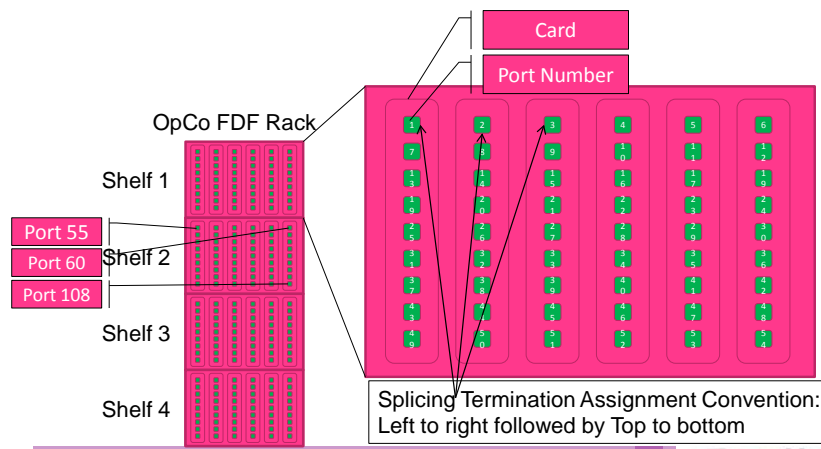 Card
Port Number
OpCo FDF Rack
Shelf 1
Shelf 2
Shelf 3
Shelf 4
Port 55
Port 60
Port 108
1 2 3 4 5 6
7 8 9 10 11 12
13 14 15 16 17 19
19 20 21 22 23 24
25 26 27 28 29 30
31 32 33 34 35 36
37 38 39 40 41 42
43 44 45 46 47 48
49 50 51 52 53 54
Splicing Termination Assignment Convention:
Left to right followed by Top to bottom